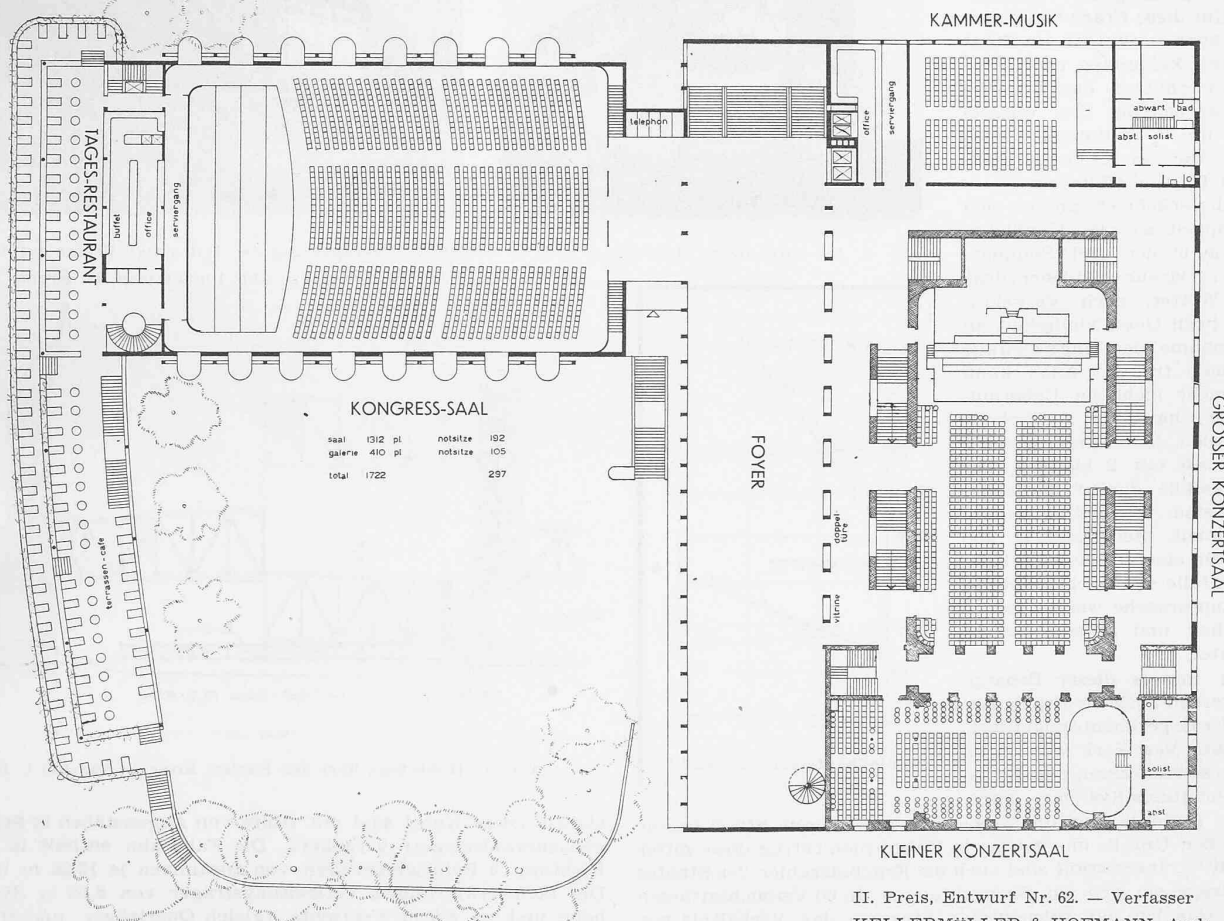 KAMMER-MUSIK
telephon
office
serviergang
abwart bad
abst. solist
TAGES-RESTAURANT
buffet
office
serviergang
KONGRESS-SAAL
saal 1312 pl notsitze 192
galerie 410 pl notsitze 105
total 1722 297
FOYER
doppel-
türe
vitrine
GROSSER KONZERTSAAL
terrassen-café
solist
abst
KLEINER KONZERTSAAL
II. Preis, Entwurf Nr. 62. — Verfasser